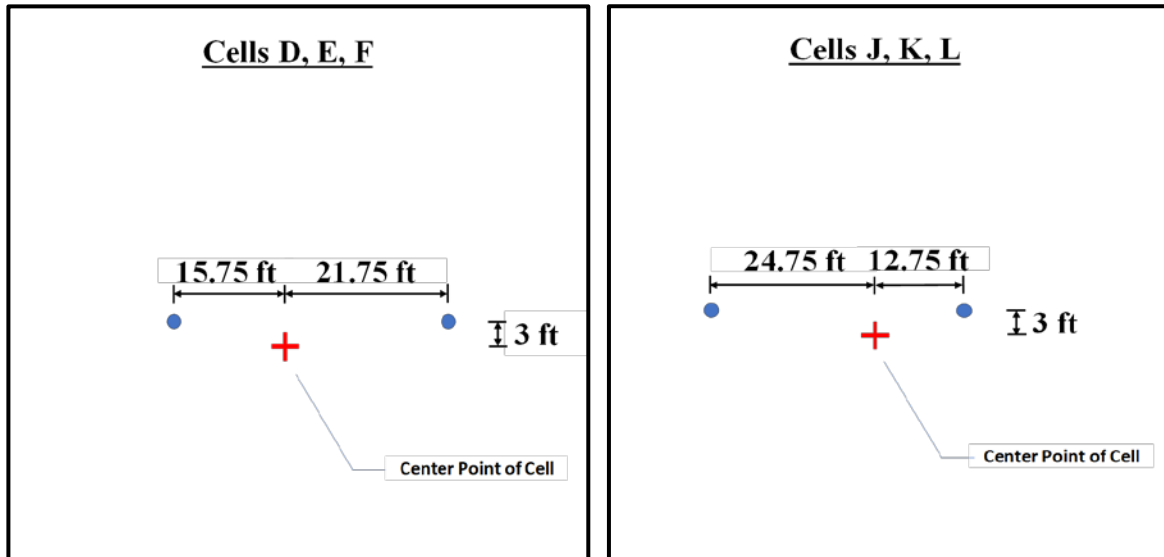 Cells D, E, F
15.75 ft
21.75 ft
3 ft
Center Point of Cell
Cells J, K, L
24.75 ft
12.75 ft
3 ft
Center Point of Cell